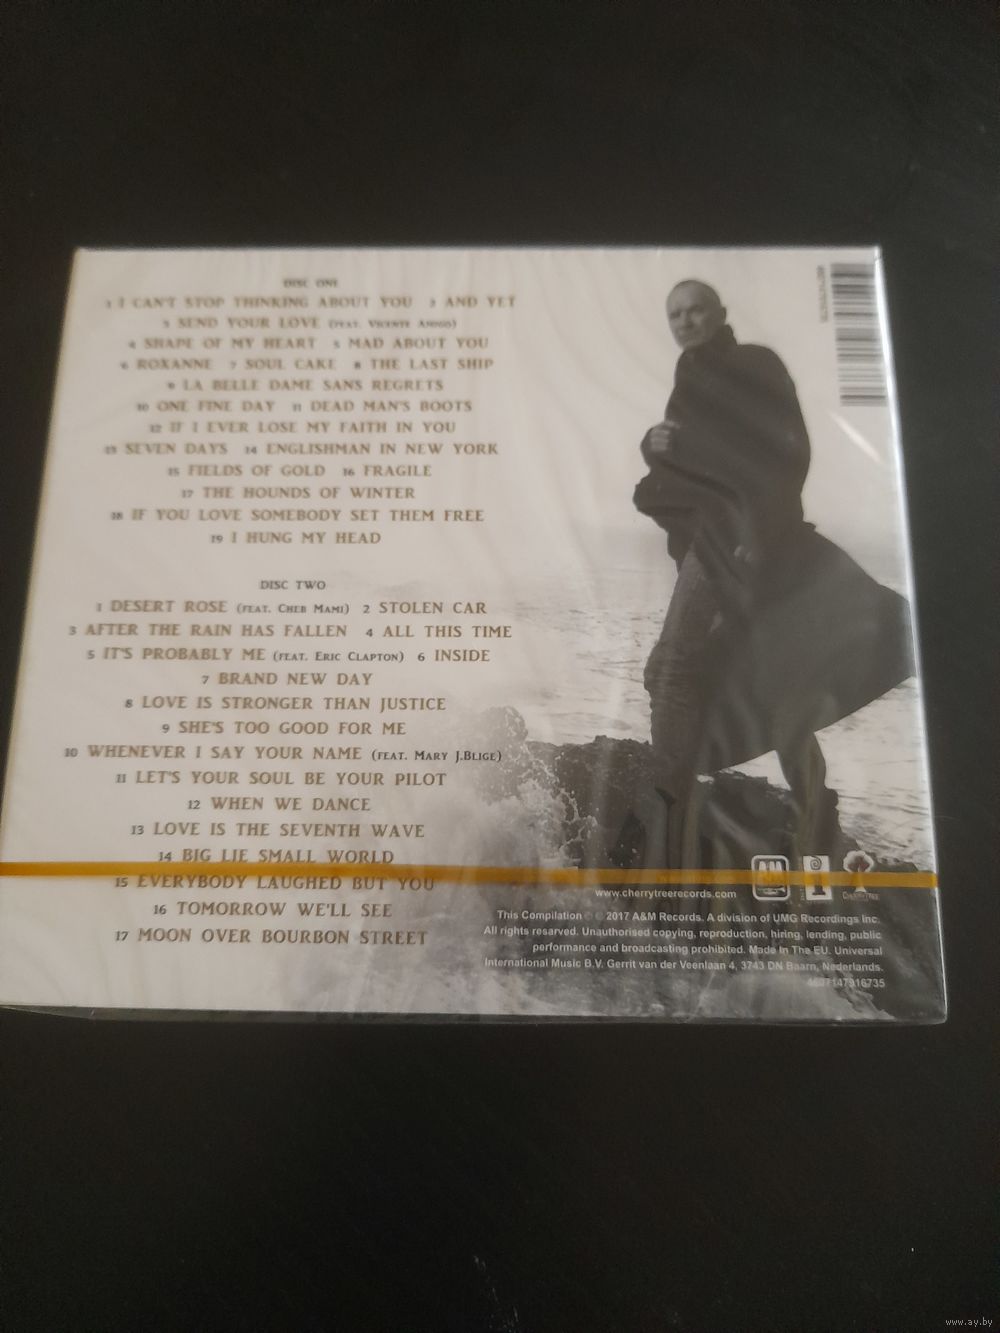 DISC ONE
1 I CAN'T STOP THINKING ABOUT YOU 2 AND YET
3 SEND YOUR LOVE (FEAT. VICENTE AMIGO)
4 SHAPE OF MY HEART 5 MAD ABOUT YOU
6 ROXANNE 7 SOUL CAKE 8 THE LAST SHIP
9 LA BELLE DAME SANS REGRETS
10 ONE FINE DAY 11 DEAD MAN'S BOOTS
12 IF I EVER LOSE MY FAITH IN YOU
13 SEVEN DAYS 14 ENGLISHMAN IN NEW YORK
15 FIELDS OF GOLD 16 FRAGILE
17 THE HOUNDS OF WINTER
18 IF YOU LOVE SOMEBODY SET THEM FREE
19 I HUNG MY HEAD
DISC TWO
1 DESERT ROSE (FEAT. CHEB MAMI) 2 STOLEN CAR
3 AFTER THE RAIN HAS FALLEN 4 ALL THIS TIME
5 IT'S PROBABLY ME (FEAT. ERIC CLAPTON) 6 INSIDE
7 BRAND NEW DAY
8 LOVE IS STRONGER THAN JUSTICE
9 SHE'S TOO GOOD FOR ME
10 WHENEVER I SAY YOUR NAME (FEAT. MARY J.BLIGE)
11 LET'S YOUR SOUL BE YOUR PILOT
12 WHEN WE DANCE
13 LOVE IS THE SEVENTH WAVE
14 BIG LIE SMALL WORLD
15 EVERYBODY LAUGHED BUT YOU
16 TOMORROW WE'LL SEE
17 MOON OVER BOURBON STREET
www.cherrytreerecords.com
A&M
i
CHERRYTREE
This Compilation 2017 A&M Records. A division of UMG Recordings Inc.
All rights reserved. Unauthorised copying, reproduction, hiring, lending, public
performance and broadcasting prohibited. Made In The EU. Universal
International Music B.V. Gerrit van der Veenlaan 4, 3743 DN Baarn, Nederlands.
4607147916735
www.ay.by